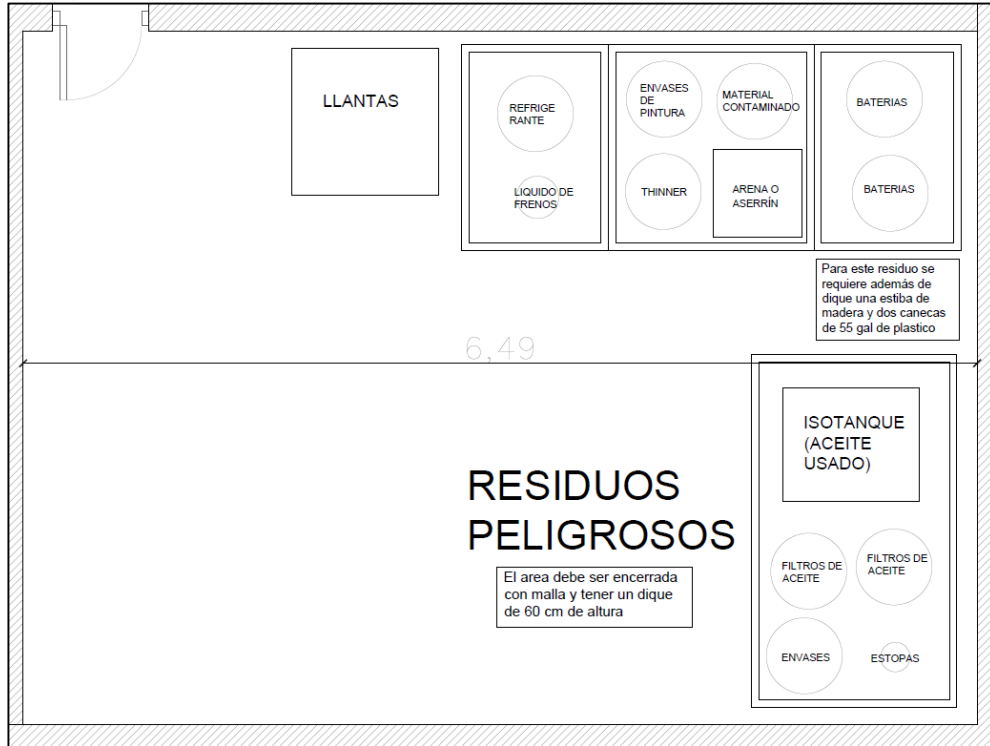 LLANTAS
REFRIGE
RANTE
LIQUIDO DE
FRENOS
ENVASES
DE
PINTURA
MATERIAL
CONTAMINADO
THINNER
ARENA O
ASERRÍN
BATERIAS
BATERIAS
Para este residuo se
requiere además de
dique una estiba de
madera y dos canecas
de 55 gal de plastico
6,49
ISOTANQUE
(ACEITE
USADO)
RESIDUOS
PELIGROSOS
El area debe ser encerrada
con malla y tener un dique
de 60 cm de altura
FILTROS DE
ACEITE
FILTROS DE
ACEITE
ENVASES
ESTOPAS